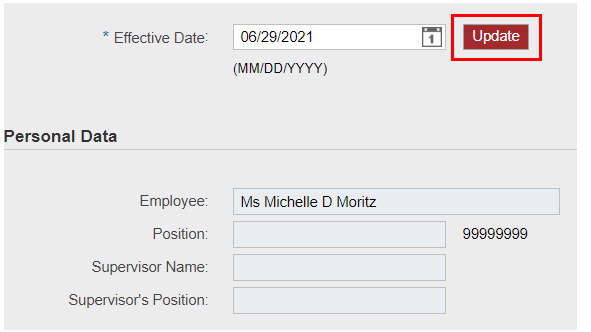 * Effective Date: 06/29/2021 1 Update
(MM/DD/YYYY)
Personal Data
Employee: Ms Michelle D Moritz
Position: 99999999
Supervisor Name:
Supervisor's Position: